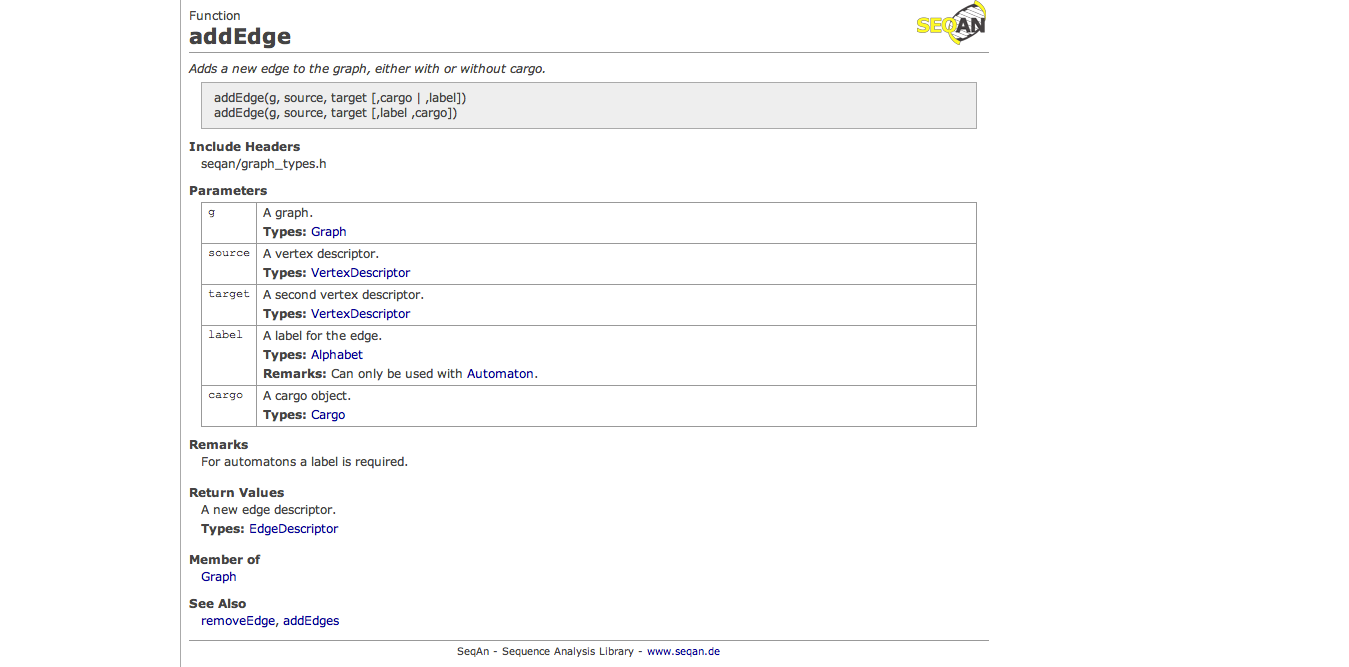 Function
addEdge
SEQAN
Adds a new edge to the graph, either with or without cargo.
addEdge(g, source, target [,cargo | ,label])
addEdge(g, source, target [,label ,cargo])
Include Headers
seqan/graph_types.h
Parameters
g A graph.
Types: Graph
source A vertex descriptor.
Types: VertexDescriptor
target A second vertex descriptor.
Types: VertexDescriptor
label A label for the edge.
Types: Alphabet
Remarks: Can only be used with Automaton.
cargo A cargo object.
Types: Cargo
Remarks
For automatons a label is required.
Return Values
A new edge descriptor.
Types: EdgeDescriptor
Member of
Graph
See Also
removeEdge, addEdges
SeqAn - Sequence Analysis Library - www.seqan.de